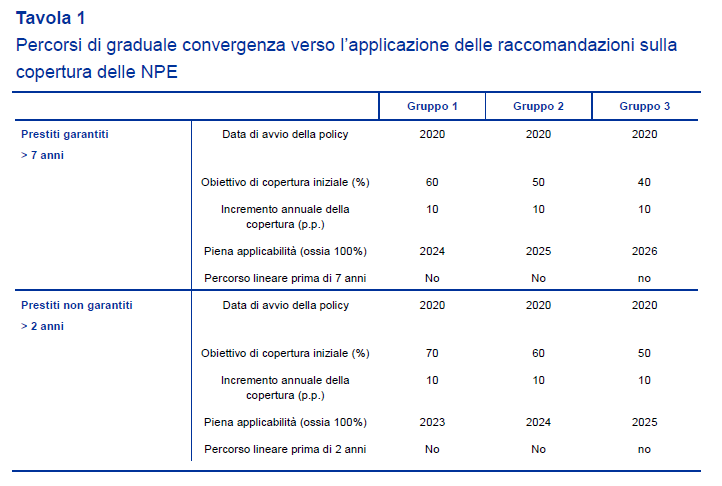 Tavola 1
Percorsi di graduale convergenza verso l'applicazione delle raccomandazioni sulla
copertura delle NPE
Gruppo 1 Gruppo 2 Gruppo 3
Prestiti garantiti Data di avvio della policy 2020 2020 2020
> 7 anni
Obiettivo di copertura iniziale (%) 60 50 40
Incremento annuale della 10 10 10
copertura (p.p.)
Piena applicabilità (ossia 100%) 2024 2025 2026
Percorso lineare prima di 7 anni No No no
Prestiti non garantiti Data di avvio della policy 2020 2020 2020
> 2 anni
Obiettivo di copertura iniziale (%) 70 60 50
Incremento annuale della 10 10 10
copertura (p.p.)
Piena applicabilità (ossia 100%) 2023 2024 2025
Percorso lineare prima di 2 anni No No no